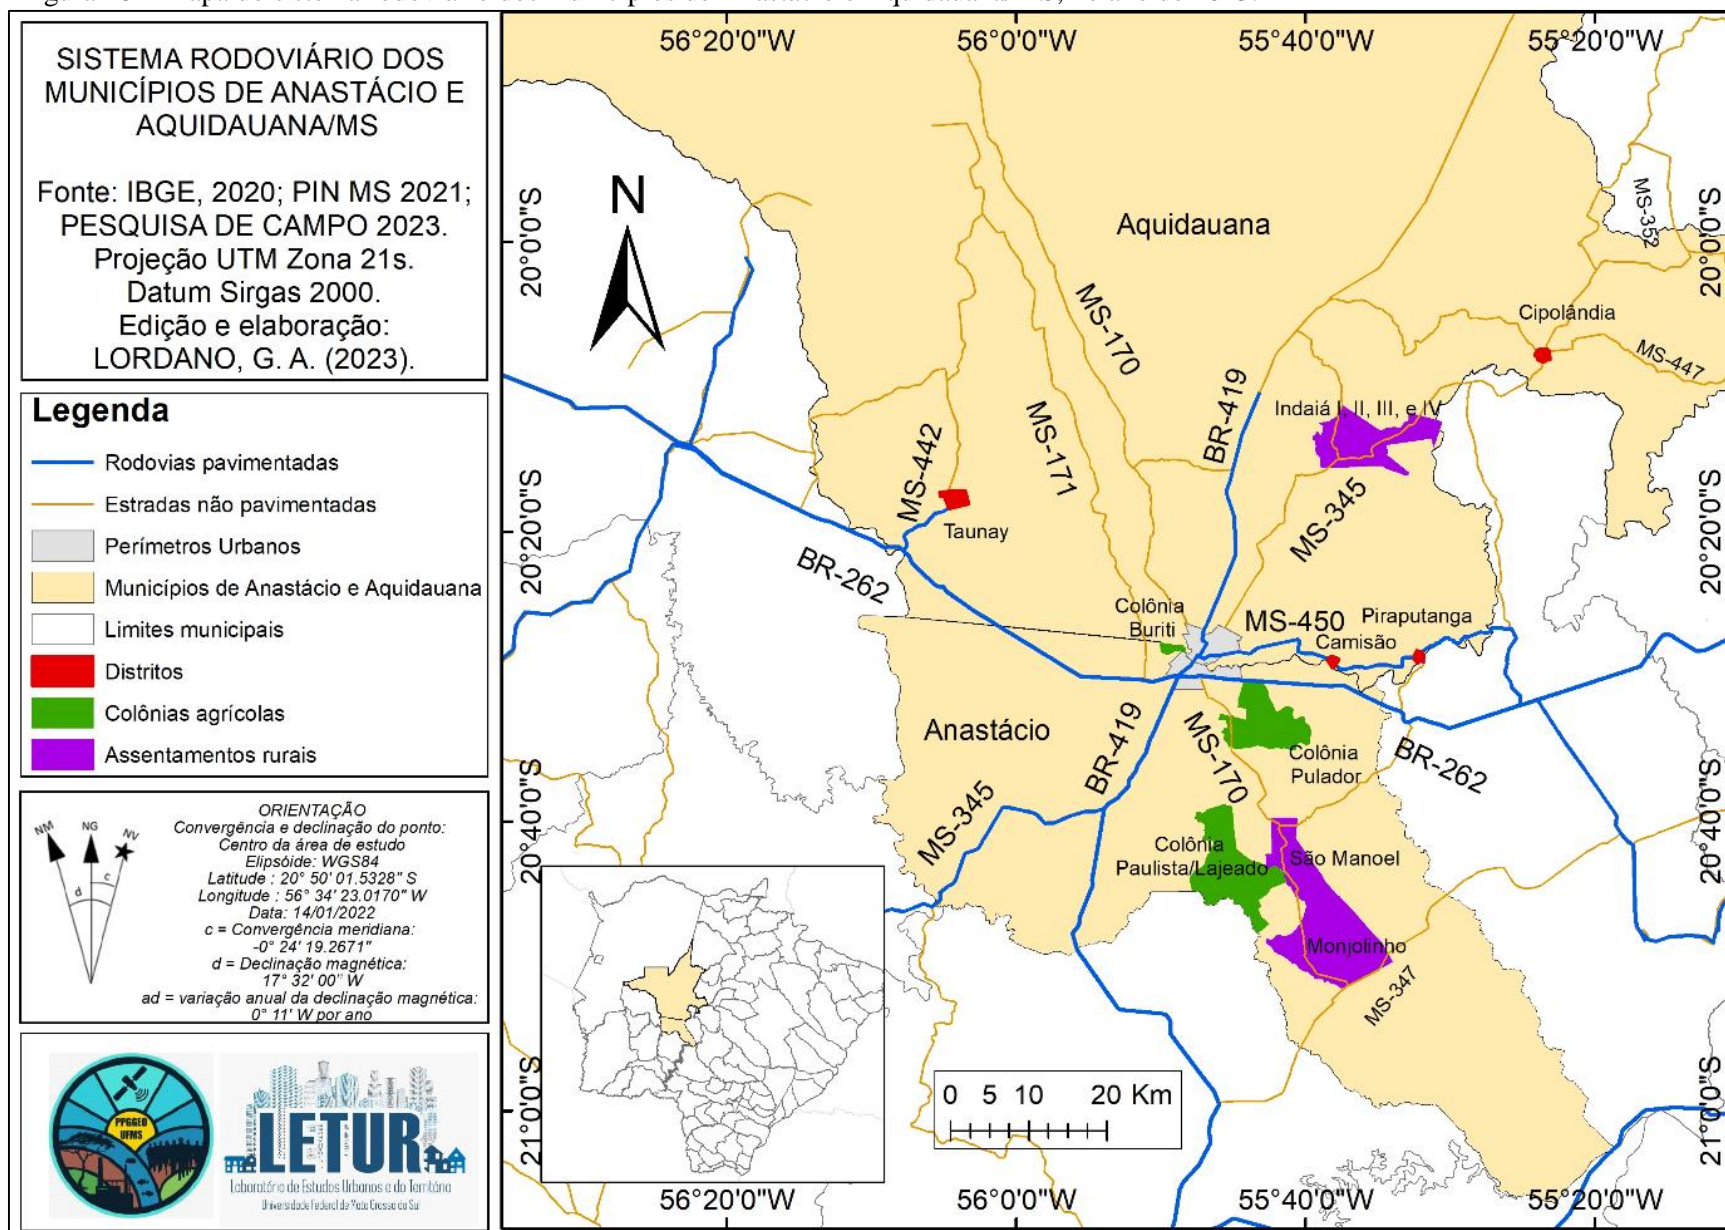 SISTEMA RODOVIÁRIO DOS
MUNICÍPIOS DE ANASTÁCIO E
AQUIDAUANA/MS
Fonte: IBGE, 2020; PIN MS 2021;
PESQUISA DE CAMPO 2023.
Projeção UTM Zona 21s.
Datum Sirgas 2000.
Edição e elaboração:
LORDANO, G. A. (2023).
Legenda
Rodovias pavimentadas
Estradas não pavimentadas
Perímetros Urbanos
Municípios de Anastácio e Aquidauana
Limites municipais
Distritos
Colônias agrícolas
Assentamentos rurais
NM NG NV
d c
ORIENTAÇÃO
Convergência e declinação do ponto:
Centro da área de estudo
Elipsóide: WGS84
Latitude : 20° 50' 01.5328" S
Longitude : 56° 34' 23.0170" W
Data: 14/01/2022
c = Convergência meridiana:
-0° 24' 19.2671"
d = Declinação magnética:
17° 32' 00" W
ad = variação anual da declinação magnética:
0° 11' W por ano
PPGGEO
UFMS
LETUR
Laboratório de Estudos Urbanos e do Território
Universidade Federal de Mato Grosso do Sul
56°20'0"W
56°00'0"W
55°40'0"W
55°20'0"W
N
20°0'0"S
20°0'0"S
Aquidauana
MS-352
Cipolândia
MS-447
MS-170
BR-419
Indaiá I, II, III, e IV
MS-442
MS-171
MS-345
Taunay
20°20'0"S
20°20'0"S
BR-262
Colônia
Buriti
MS-450
Piraputanga
Camisão
Anastácio
BR-419
MS-170
Colônia
Pulador
BR-262
MS-345
20°40'0"S
20°40'0"S
Colônia
Paulista/Lajeado
São Manoel
Monjolinho
MS-347
0 5 10 20 Km
21°0'0"S
21°0'0"S
56°20'0"W
56°00'0"W
55°40'0"W
55°20'0"W